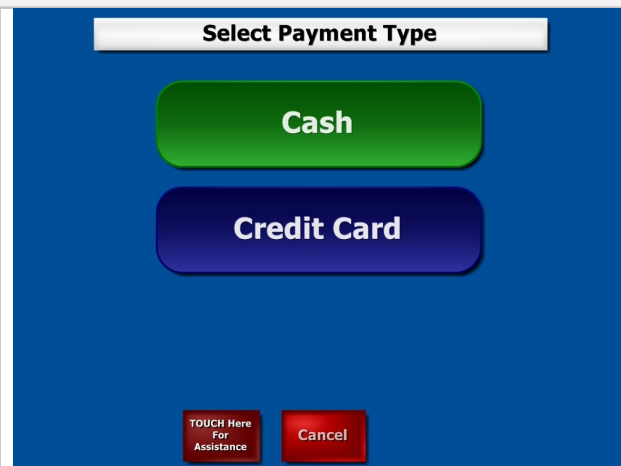 Select Payment Type
Cash
Credit Card
TOUCH Here
For
Assistance
Cancel